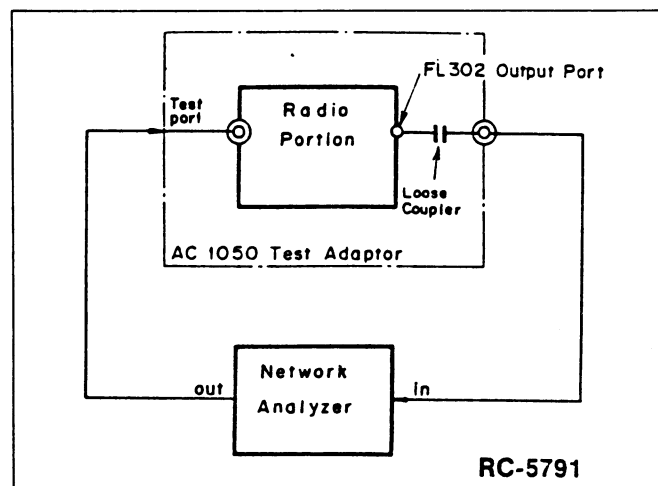 FL302 Output Port
Test
port
Radio
Portion
Loose
Coupler
AC 1050 Test Adaptor
Network
Analyzer
out
in
RC-5791